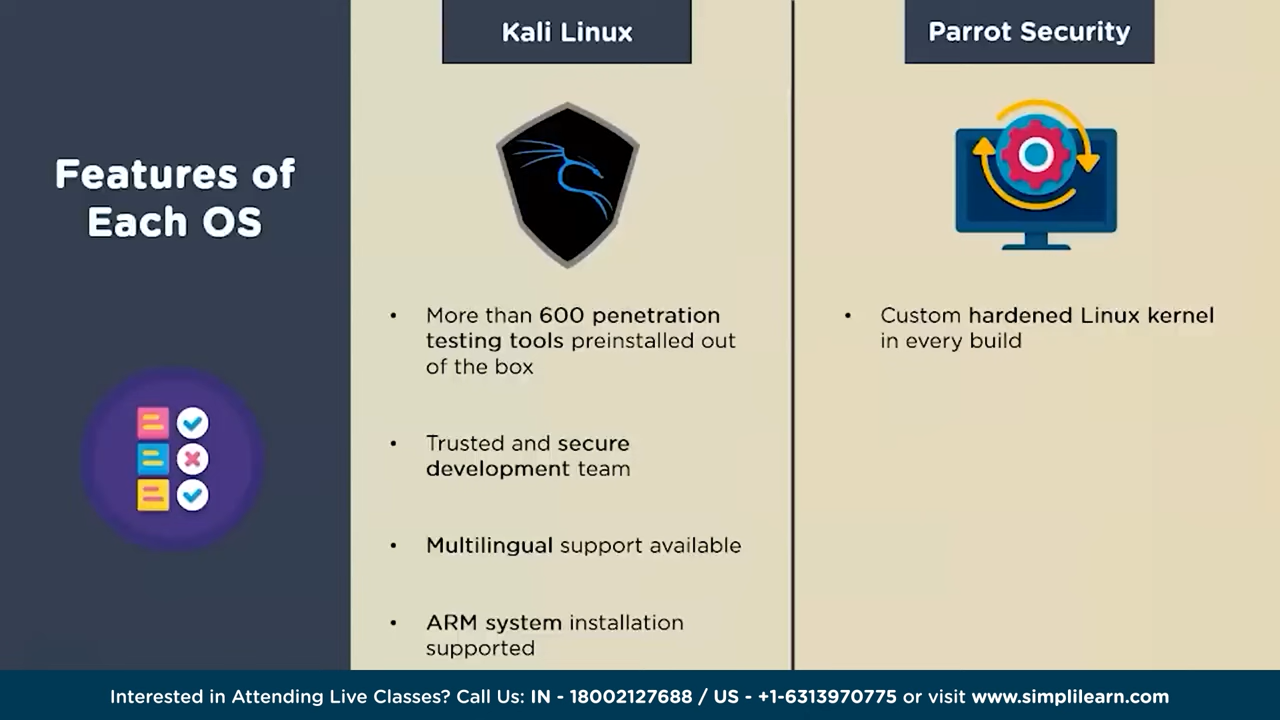 Features of
Each OS
Kali Linux
• More than 600 penetration
testing tools preinstalled out
of the box
• Trusted and secure
development team
• Multilingual support available
• ARM system installation
supported
Parrot Security
• Custom hardened Linux kernel
in every build
Interested in Attending Live Classes? Call Us: IN - 18002127688 / US - +1-6313970775 or visit www.simplilearn.com